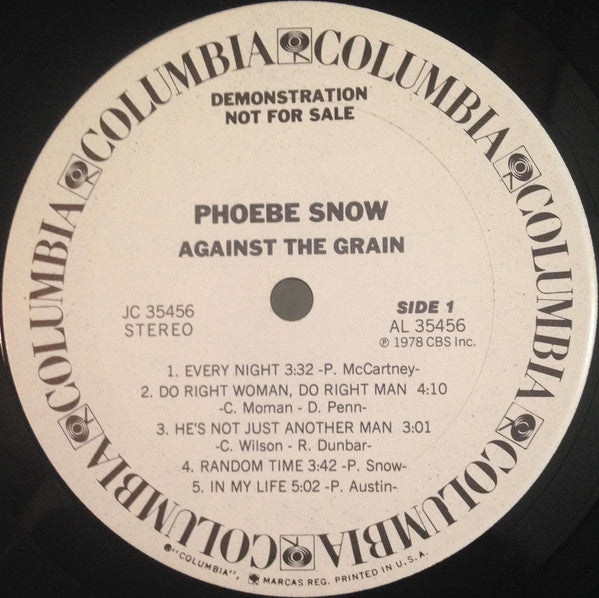 COLUMBIA COLUMBIA COLUMBIA COLUMBIA COLUMBIA COLUMBIA COLUMBIA COLUMBIA
DEMONSTRATION
NOT FOR SALE
PHOEBE SNOW
AGAINST THE GRAIN
JC 35456
STEREO
SIDE 1
AL 35456
℗ 1978 CBS Inc.
1. EVERY NIGHT 3:32 -P. McCartney-
2. DO RIGHT WOMAN, DO RIGHT MAN 4:10
-C. Moman - D. Penn-
3. HE'S NOT JUST ANOTHER MAN 3:01
-C. Wilson - R. Dunbar-
4. RANDOM TIME 3:42 -P. Snow-
5. IN MY LIFE 5:02 -P. Austin-
"COLUMBIA", MARCAS REG. PRINTED IN U.S.A.